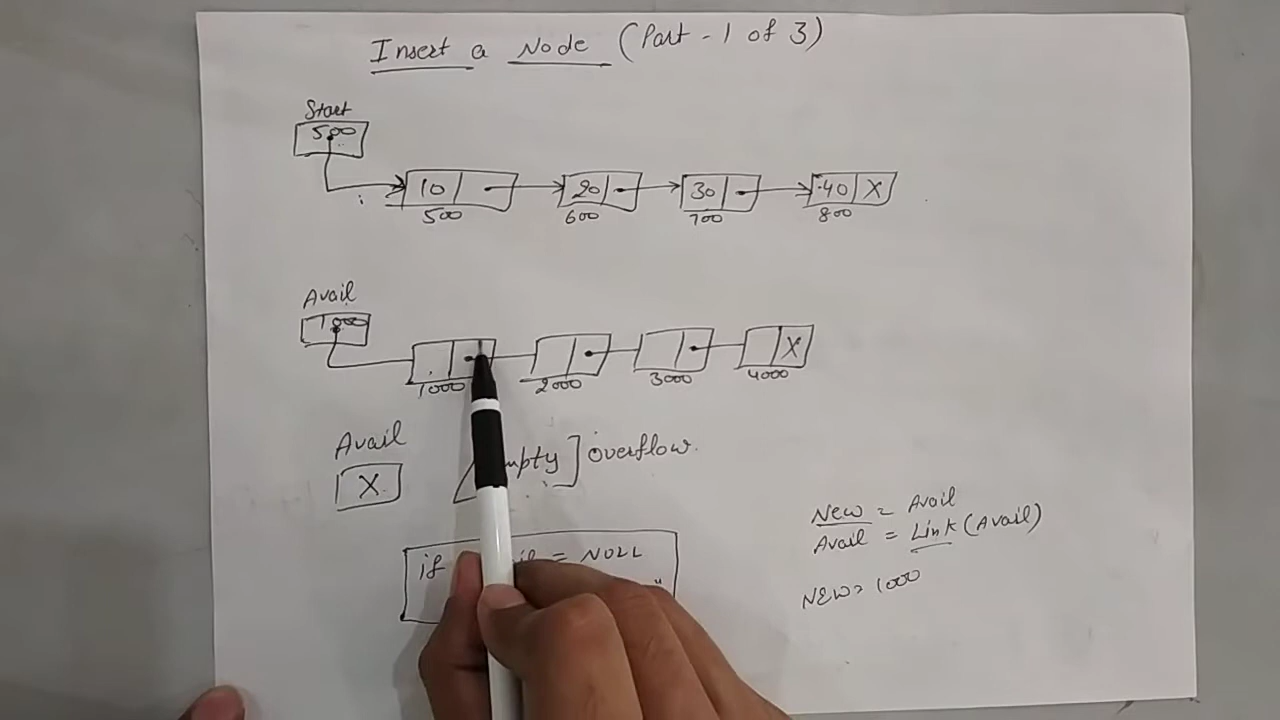 Insert a Node (Part - 1 of 3)
Start
500
10 20 30 40 X
500 600 700 800
Avail
1000
X
1000 2000 3000 4000
Avail
X
overflow
if = NULL
"
New = Avail
Avail = Link (Avail)
NEW = 1000